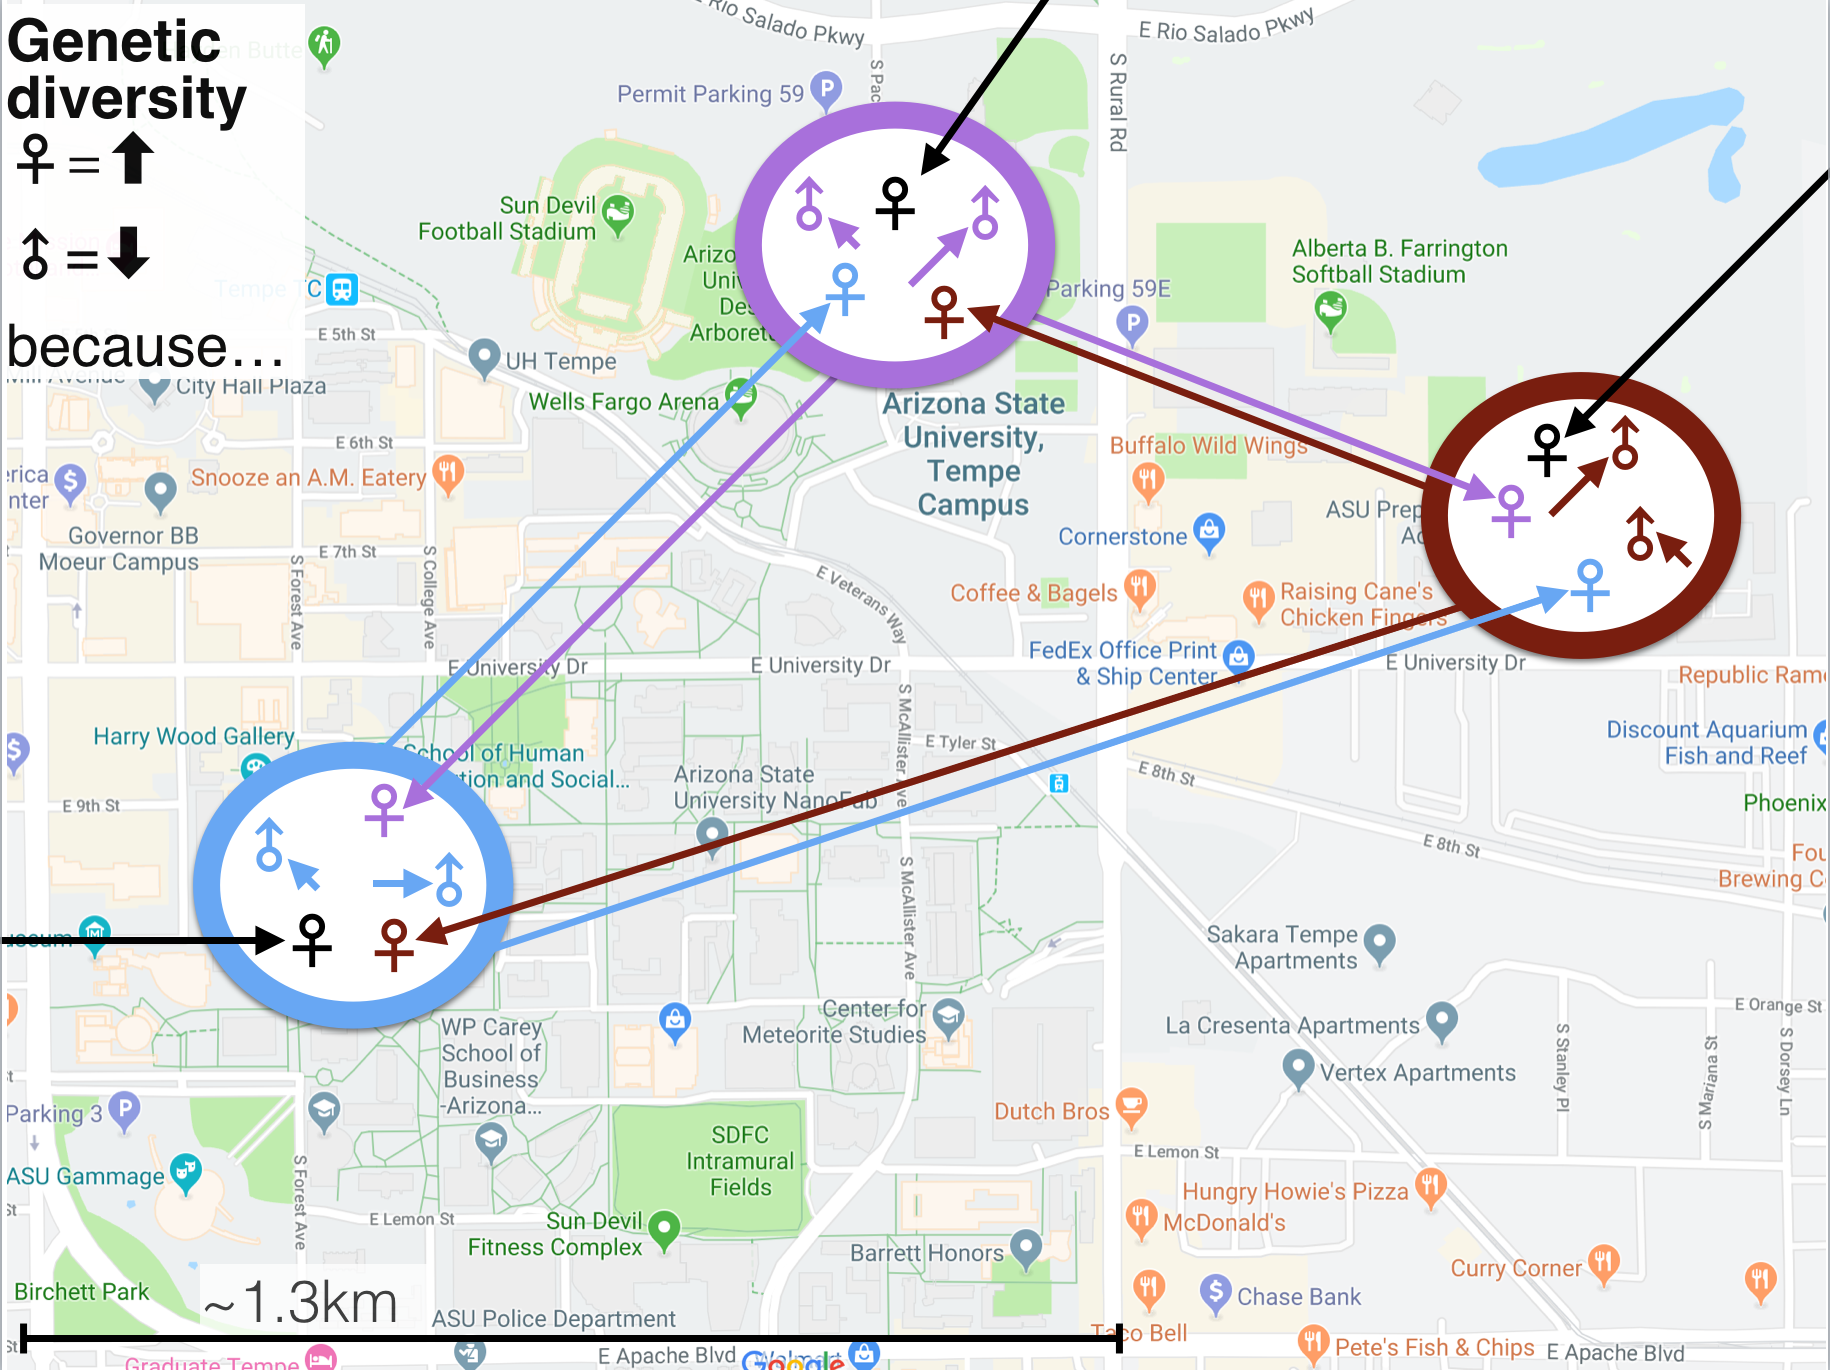 Genetic
diversity
♀ = ⬆
♂ = ⬇
because…
E Rio Salado Pkwy
E Rio Salado Pkwy
S Rural Rd
Permit Parking 59
Sun Devil
Football Stadium
Alberta B. Farrington
Softball Stadium
Parking 59E
Tempe TC
E 5th St
UH Tempe
City Hall Plaza
Wells Fargo Arena
Arizona State
University,
Tempe
Campus
E 6th St
Buffalo Wild Wings
Snooze an A.M. Eatery
Governor BB
Moeur Campus
E 7th St
S Forest Ave
S College Ave
Cornerstone
ASU Prep
Coffee & Bagels
Raising Cane's
Chicken Fingers
E Veterans Way
FedEx Office Print
& Ship Center
E University Dr
E University Dr
E University Dr
Harry Wood Gallery
School of Human
tion and Social...
S McAllister Ave
E Tyler St
Arizona State
University NanoFab
E 8th St
Discount Aquarium
Fish and Reef
Republic Ram
Phoenix
E 9th St
E 8th St
Brewing C
S McAllister Ave
Sakara Tempe
Apartments
E Orange St
Center for
Meteorite Studies
La Cresenta Apartments
Vertex Apartments
S Stanley Pl
S Mariana St
S Dorsey Ln
WP Carey
School of
Business
-Arizona...
Parking 3
Dutch Bros
SDFC
Intramural
Fields
E Lemon St
ASU Gammage
S Forest Ave
Hungry Howie's Pizza
McDonald's
E Lemon St
Sun Devil
Fitness Complex
Barrett Honors
Curry Corner
Birchett Park
~1.3km
Chase Bank
ASU Police Department
Taco Bell
Graduate Tempe
E Apache Blvd
Google
Walmart
Pete's Fish & Chips
E Apache Blvd